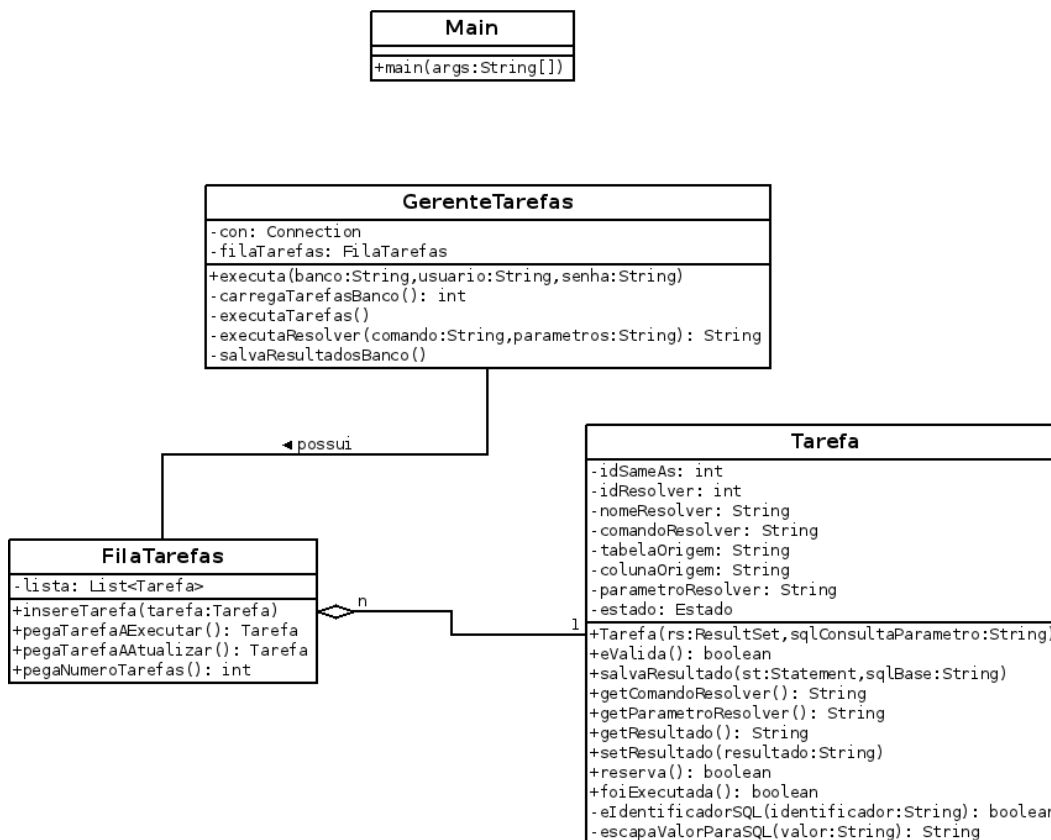 Main
+main(args:String[])
GerenteTarefas
-con: Connection
-filaTarefas: FilaTarefas
+executa(banco:String,usuario:String,senha:String)
-carregaTarefasBanco(): int
-executaTarefas()
-executaResolver(comando:String,parametros:String): String
-salvaResultadosBanco()
possui
FilaTarefas
-lista: List<Tarefa>
+insereTarefa(tarefa:Tarefa)
+pegaTarefaAExecutar(): Tarefa
+pegaTarefaAAtualizar(): Tarefa
+pegaNumeroTarefas(): int
n
1
Tarefa
-idSameAs: int
-idResolver: int
-nomeResolver: String
-comandoResolver: String
-tabelaOrigem: String
-colunaOrigem: String
-parametroResolver: String
-estado: Estado
+Tarefa(rs:ResultSet,sqlConsultaParametro:String)
+eValida(): boolean
+salvaResultado(st:Statement,sqlBase:String)
+getComandoResolver(): String
+getParametroResolver(): String
+getResultado(): String
+setResultado(resultado:String)
+reserva(): boolean
+foiExecutada(): boolean
-eIdentificadorSQL(identificador:String): boolean
-escapaValorParaSQL(valor:String): String